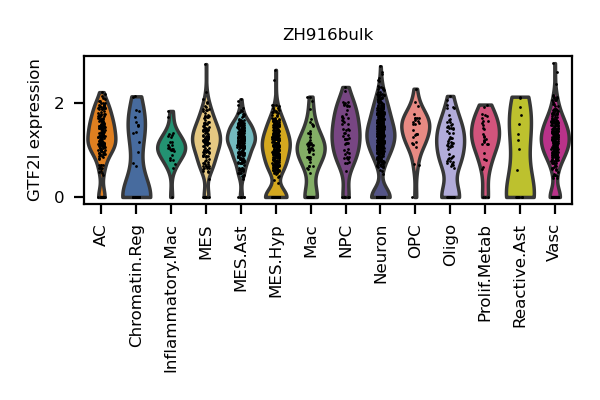 ZH916bulk
GTF2I expression
2
0
AC
Chromatin.Reg
Inflammatory.Mac
MES
MES.Ast
MES.Hyp
Mac
NPC
Neuron
OPC
Oligo
Prolif.Metab
Reactive.Ast
Vasc